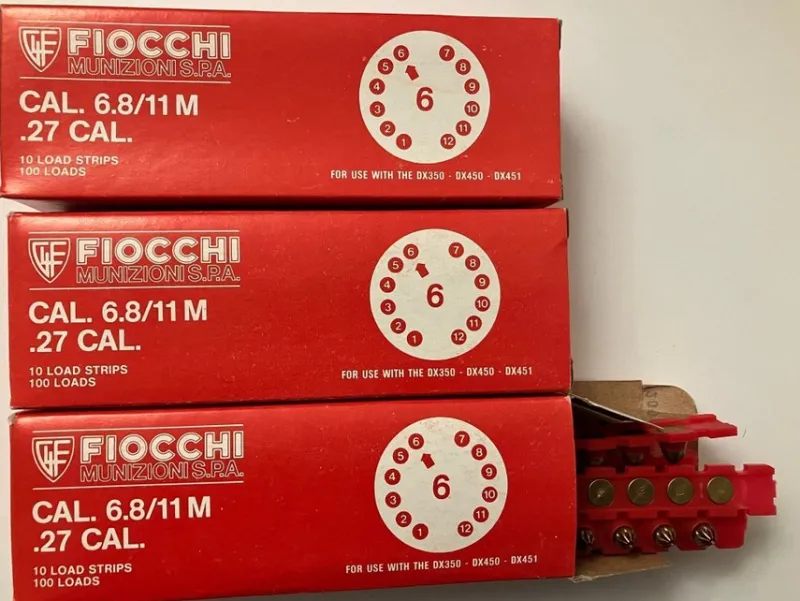 FIOCCHI
MUNIZIONI S.P.A.
CAL. 6.8/11 M
.27 CAL.
10 LOAD STRIPS
100 LOADS
6 7
5 8
4 9
6
3 10
2 11
1 12
FOR USE WITH THE DX350 - DX450 - DX451
FIOCCHI
MUNIZIONI S.P.A.
CAL. 6.8/11 M
.27 CAL.
10 LOAD STRIPS
100 LOADS
6 7
5 8
4 9
6
3 10
2 11
1 12
FOR USE WITH THE DX350 - DX450 - DX451
FIOCCHI
MUNIZIONI S.P.A.
CAL. 6.8/11 M
.27 CAL.
10 LOAD STRIPS
100 LOADS
6 7
5 8
4 9
6
3 10
2 11
1 12
FOR USE WITH THE DX350 - DX450 - DX451